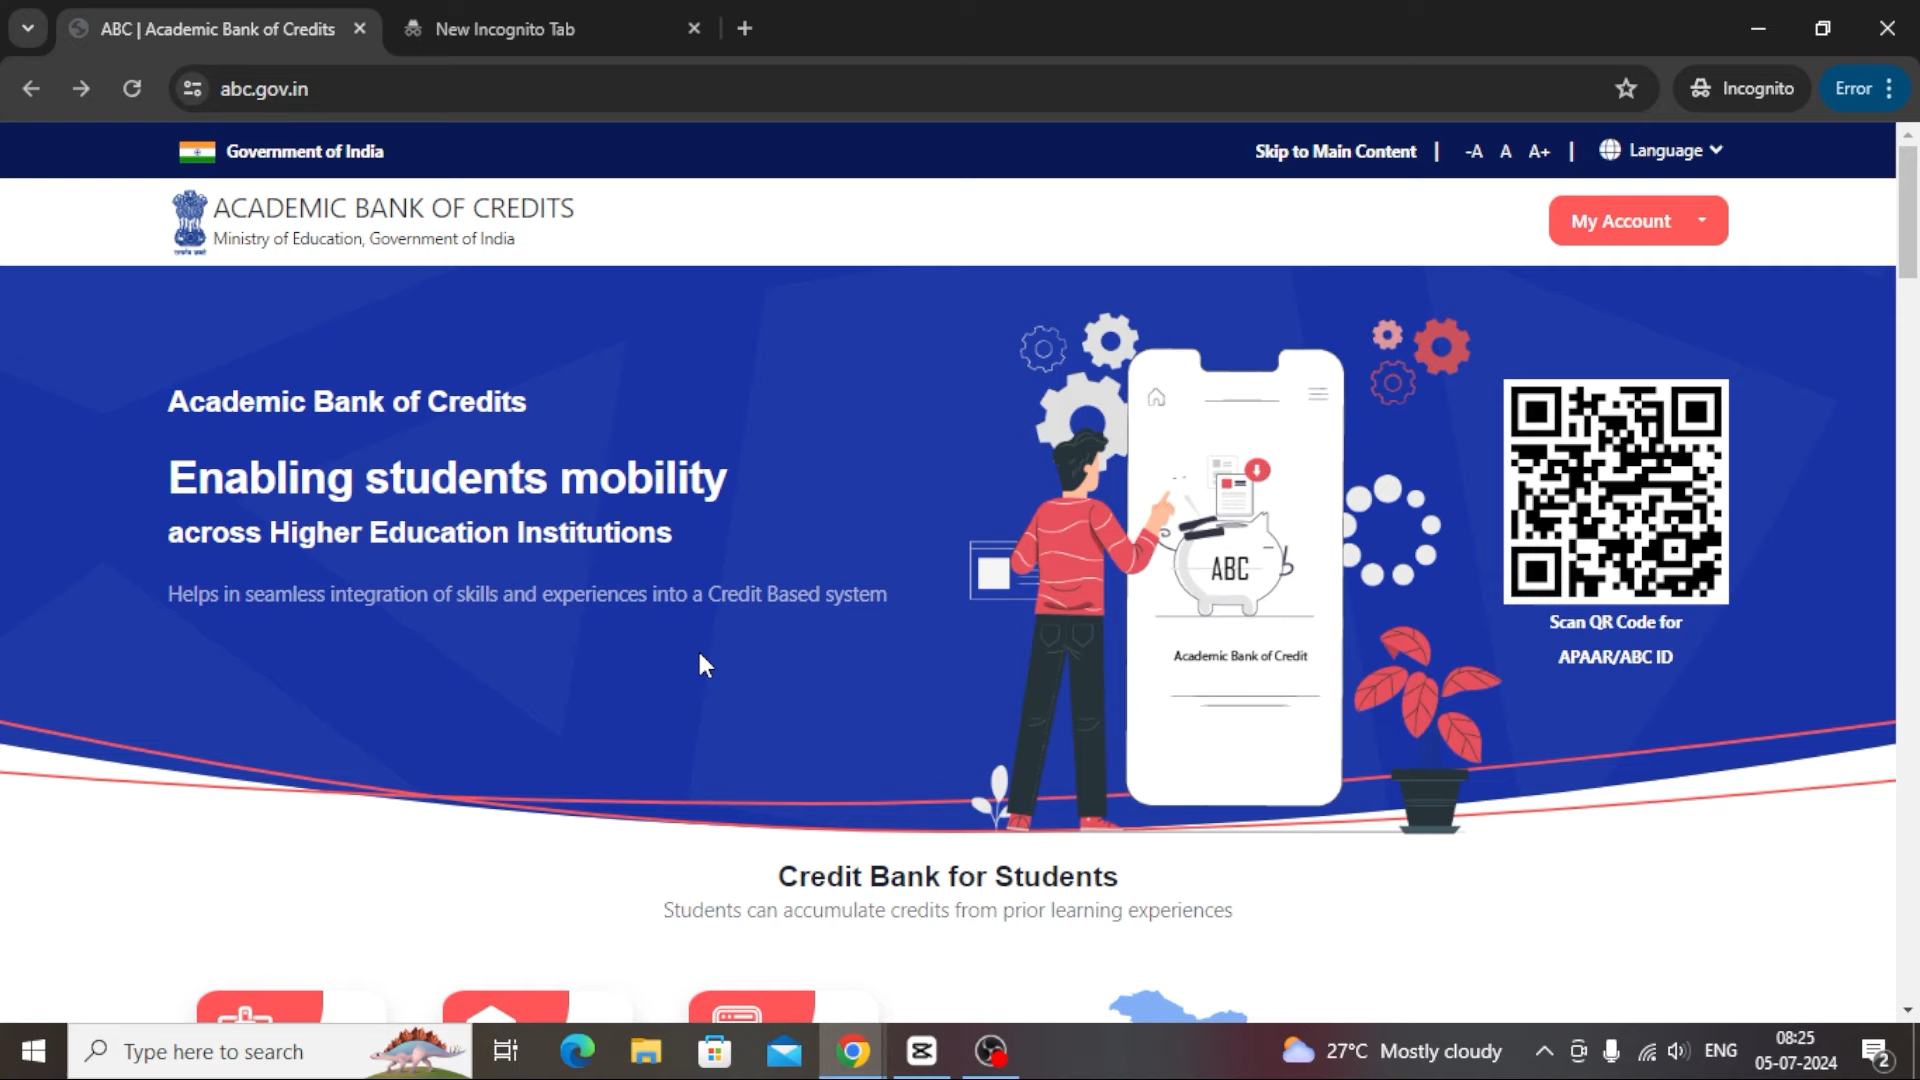 ABC | Academic Bank of Credits
New Incognito Tab
abc.gov.in
Incognito
Error
Government of India
Skip to Main Content | -A A A+ | Language
ACADEMIC BANK OF CREDITS
Ministry of Education, Government of India
My Account
Academic Bank of Credits
Enabling students mobility
across Higher Education Institutions
Helps in seamless integration of skills and experiences into a Credit Based system
ABC
Academic Bank of Credit
Scan QR Code for
APAAR/ABC ID
Credit Bank for Students
Students can accumulate credits from prior learning experiences
Type here to search
27°C Mostly cloudy
ENG
08:25
05-07-2024
2